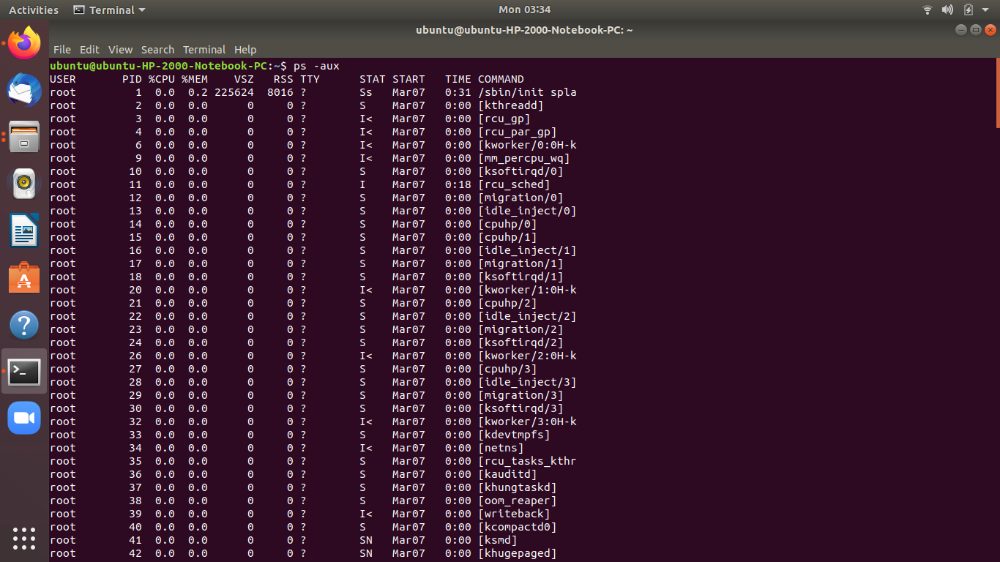 Activities Terminal Mon 03:34
ubuntu@ubuntu-HP-2000-Notebook-PC: ~
File Edit View Search Terminal Help
ubuntu@ubuntu-HP-2000-Notebook-PC:~$ ps -aux
USER PID %CPU %MEM VSZ RSS TTY STAT START TIME COMMAND
root 1 0.0 0.2 225624 8016 ? Ss Mar07 0:31 /sbin/init spla
root 2 0.0 0.0 0 0 ? S Mar07 0:00 [kthreadd]
root 3 0.0 0.0 0 0 ? I< Mar07 0:00 [rcu_gp]
root 4 0.0 0.0 0 0 ? I< Mar07 0:00 [rcu_par_gp]
root 6 0.0 0.0 0 0 ? I< Mar07 0:00 [kworker/0:0H-k
root 9 0.0 0.0 0 0 ? I< Mar07 0:00 [mm_percpu_wq]
root 10 0.0 0.0 0 0 ? S Mar07 0:00 [ksoftirqd/0]
root 11 0.0 0.0 0 0 ? I Mar07 0:18 [rcu_sched]
root 12 0.0 0.0 0 0 ? S Mar07 0:00 [migration/0]
root 13 0.0 0.0 0 0 ? S Mar07 0:00 [idle_inject/0]
root 14 0.0 0.0 0 0 ? S Mar07 0:00 [cpuhp/0]
root 15 0.0 0.0 0 0 ? S Mar07 0:00 [cpuhp/1]
root 16 0.0 0.0 0 0 ? S Mar07 0:00 [idle_inject/1]
root 17 0.0 0.0 0 0 ? S Mar07 0:00 [migration/1]
root 18 0.0 0.0 0 0 ? S Mar07 0:00 [ksoftirqd/1]
root 20 0.0 0.0 0 0 ? I< Mar07 0:00 [kworker/1:0H-k
root 21 0.0 0.0 0 0 ? S Mar07 0:00 [cpuhp/2]
root 22 0.0 0.0 0 0 ? S Mar07 0:00 [idle_inject/2]
root 23 0.0 0.0 0 0 ? S Mar07 0:00 [migration/2]
root 24 0.0 0.0 0 0 ? S Mar07 0:00 [ksoftirqd/2]
root 26 0.0 0.0 0 0 ? I< Mar07 0:00 [kworker/2:0H-k
root 27 0.0 0.0 0 0 ? S Mar07 0:00 [cpuhp/3]
root 28 0.0 0.0 0 0 ? S Mar07 0:00 [idle_inject/3]
root 29 0.0 0.0 0 0 ? S Mar07 0:00 [migration/3]
root 30 0.0 0.0 0 0 ? S Mar07 0:00 [ksoftirqd/3]
root 32 0.0 0.0 0 0 ? I< Mar07 0:00 [kworker/3:0H-k
root 33 0.0 0.0 0 0 ? S Mar07 0:00 [kdevtmpfs]
root 34 0.0 0.0 0 0 ? I< Mar07 0:00 [netns]
root 35 0.0 0.0 0 0 ? S Mar07 0:00 [rcu_tasks_kthr
root 36 0.0 0.0 0 0 ? S Mar07 0:00 [kauditd]
root 37 0.0 0.0 0 0 ? S Mar07 0:00 [khungtaskd]
root 38 0.0 0.0 0 0 ? S Mar07 0:00 [oom_reaper]
root 39 0.0 0.0 0 0 ? I< Mar07 0:00 [writeback]
root 40 0.0 0.0 0 0 ? S Mar07 0:00 [kcompactd0]
root 41 0.0 0.0 0 0 ? SN Mar07 0:00 [ksmd]
root 42 0.0 0.0 0 0 ? SN Mar07 0:00 [khugepaged]